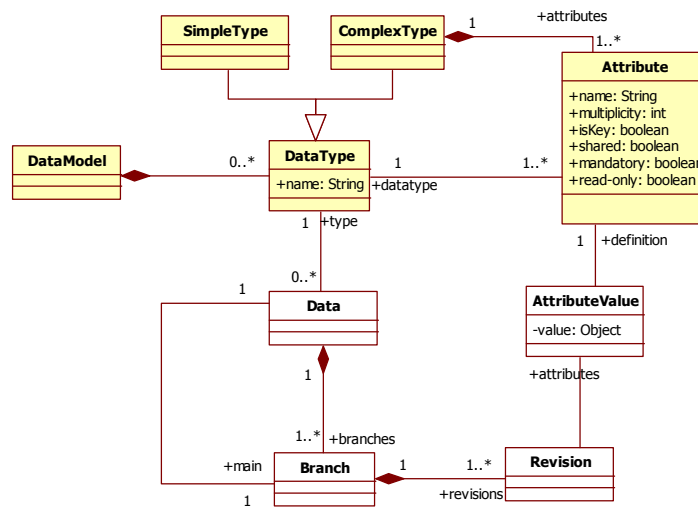 +attributes
SimpleType
ComplexType
1
1..*
Attribute
+name: String
+multiplicity: int
+isKey: boolean
+shared: boolean
+mandatory: boolean
+read-only: boolean
DataModel
0..*
DataType
+name: String
1
+datatype
1..*
1
+type
1
+definition
0..*
1
Data
AttributeValue
-value: Object
1
+attributes
1..*
+branches
+main
Branch
1
1..*
Revision
+revisions
1